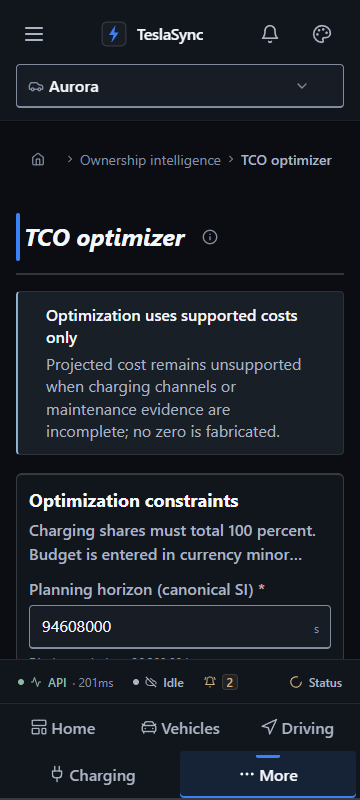 TeslaSync
Aurora
Ownership intelligence
TCO optimizer
TCO optimizer
Optimization uses supported costs
only
Projected cost remains unsupported
when charging channels or
maintenance evidence are
incomplete; no zero is fabricated.
Optimization constraints
Charging shares must total 100 percent.
Budget is entered in currency minor...
Planning horizon (canonical SI) *
94608000 s
API · 201ms Idle 2 Status
Home Vehicles Driving
Charging ··· More